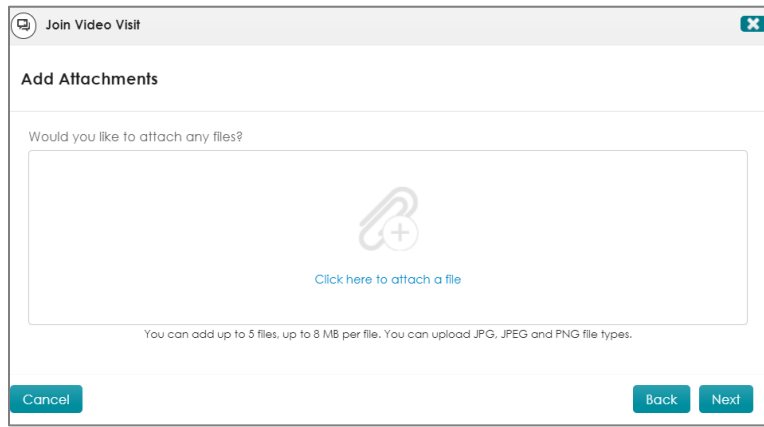 Join Video Visit
Add Attachments
Would you like to attach any files?
Click here to attach a file
You can add up to 5 files, up to 8 MB per file. You can upload JPG, JPEG and PNG file types.
Cancel
Back
Next